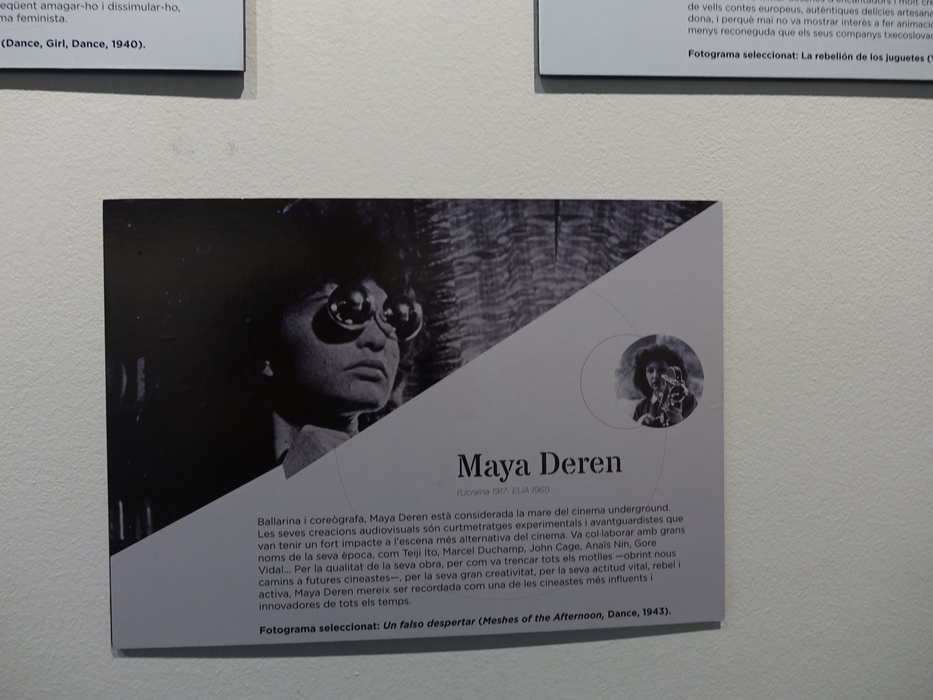 eqüent amagar-ho i dissimular-ho,
ma feminista.
(Dance, Girl, Dance, 1940).
de vells contes europeus, autèntiques delícies artesana
dona, i perquè mai no va mostrar interès a fer animació
menys reconeguda que els seus companys txecoslovac
Fotograma seleccionat: La rebelión de los juguetes (
Maya Deren
(Ucraïna 1917- EUA 1961)
Ballarina i coreògrafa, Maya Deren està considerada la mare del cinema underground.
Les seves creacions audiovisuals són curtmetratges experimentals i avantguardistes que
van tenir un fort impacte a l'escena més alternativa del cinema. Va col·laborar amb grans
noms de la seva època, com Teiji Ito, Marcel Duchamp, John Cage, Anaïs Nin, Gore
Vidal... Per la qualitat de la seva obra, per com va trencar tots els motlles —obrint nous
camins a futures cineastes—, per la seva gran creativitat, per la seva actitud vital, rebel i
activa, Maya Deren mereix ser recordada com una de les cineastes més influents i
innovadores de tots els temps.
Fotograma seleccionat: Un falso despertar (Meshes of the Afternoon, Dance, 1943).